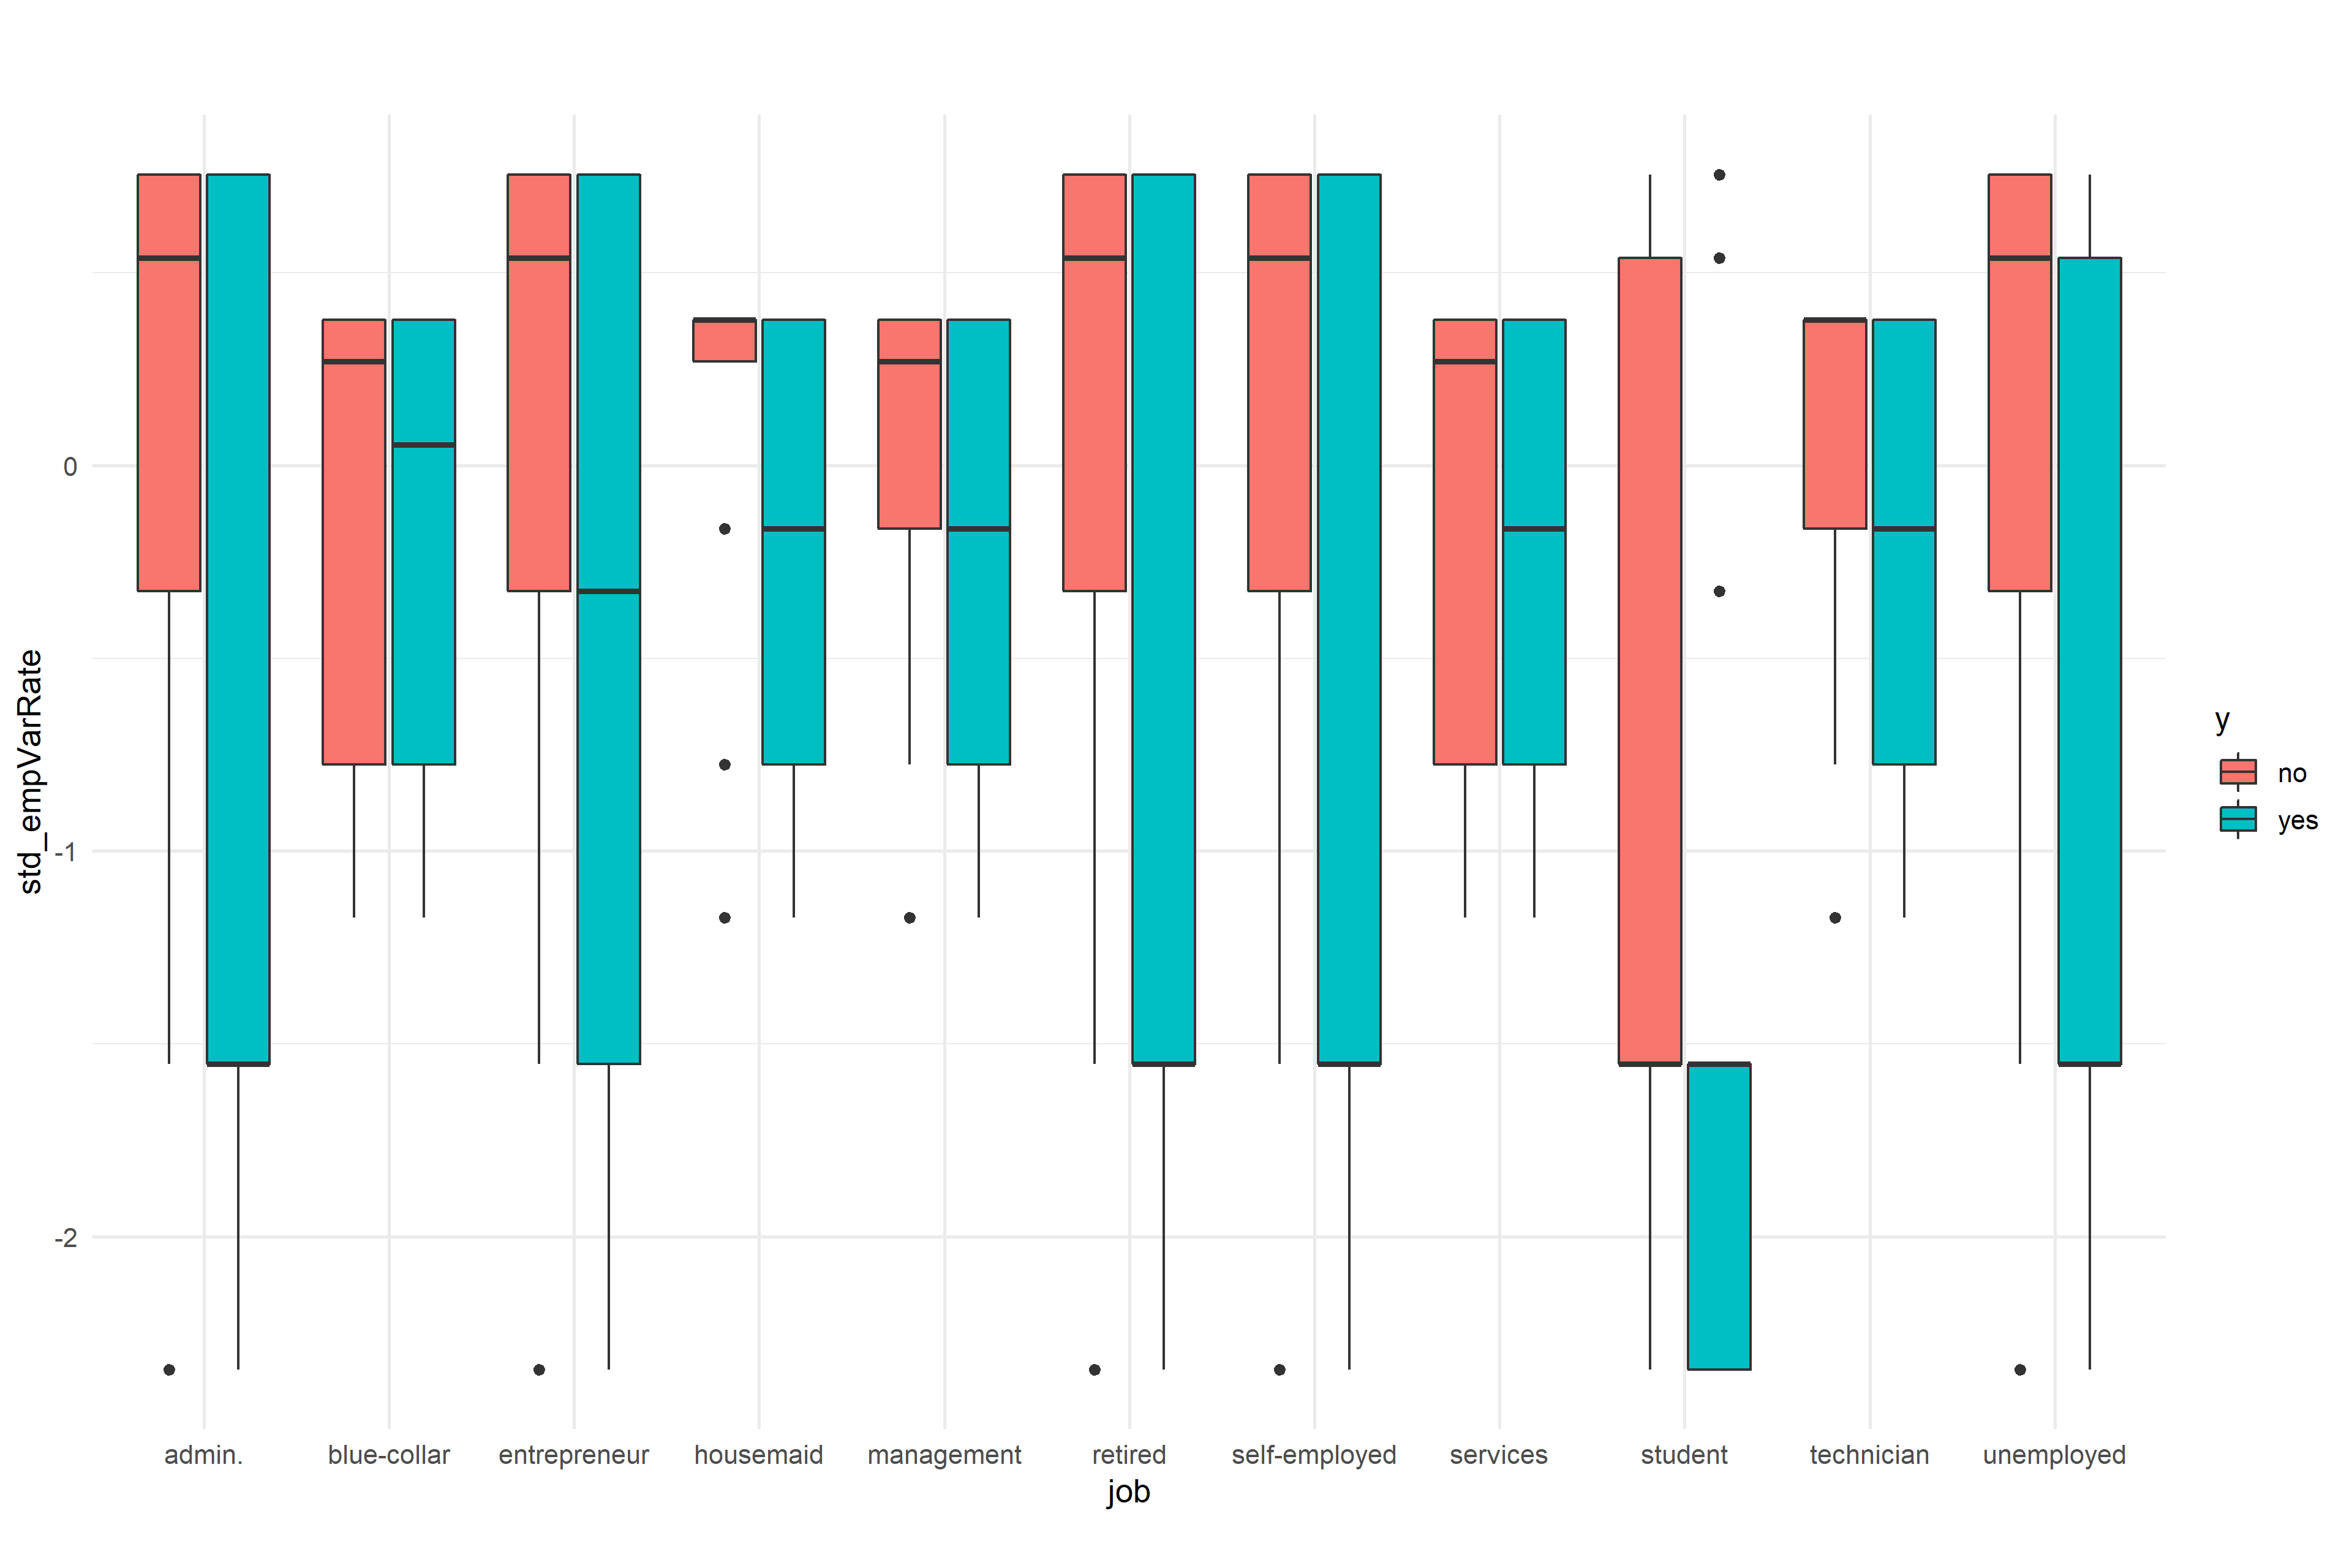 std_empVarRate
0
-1
-2
admin.
blue-collar
entrepreneur
housemaid
management
retired
self-employed
services
student
technician
unemployed
job
y
no
yes